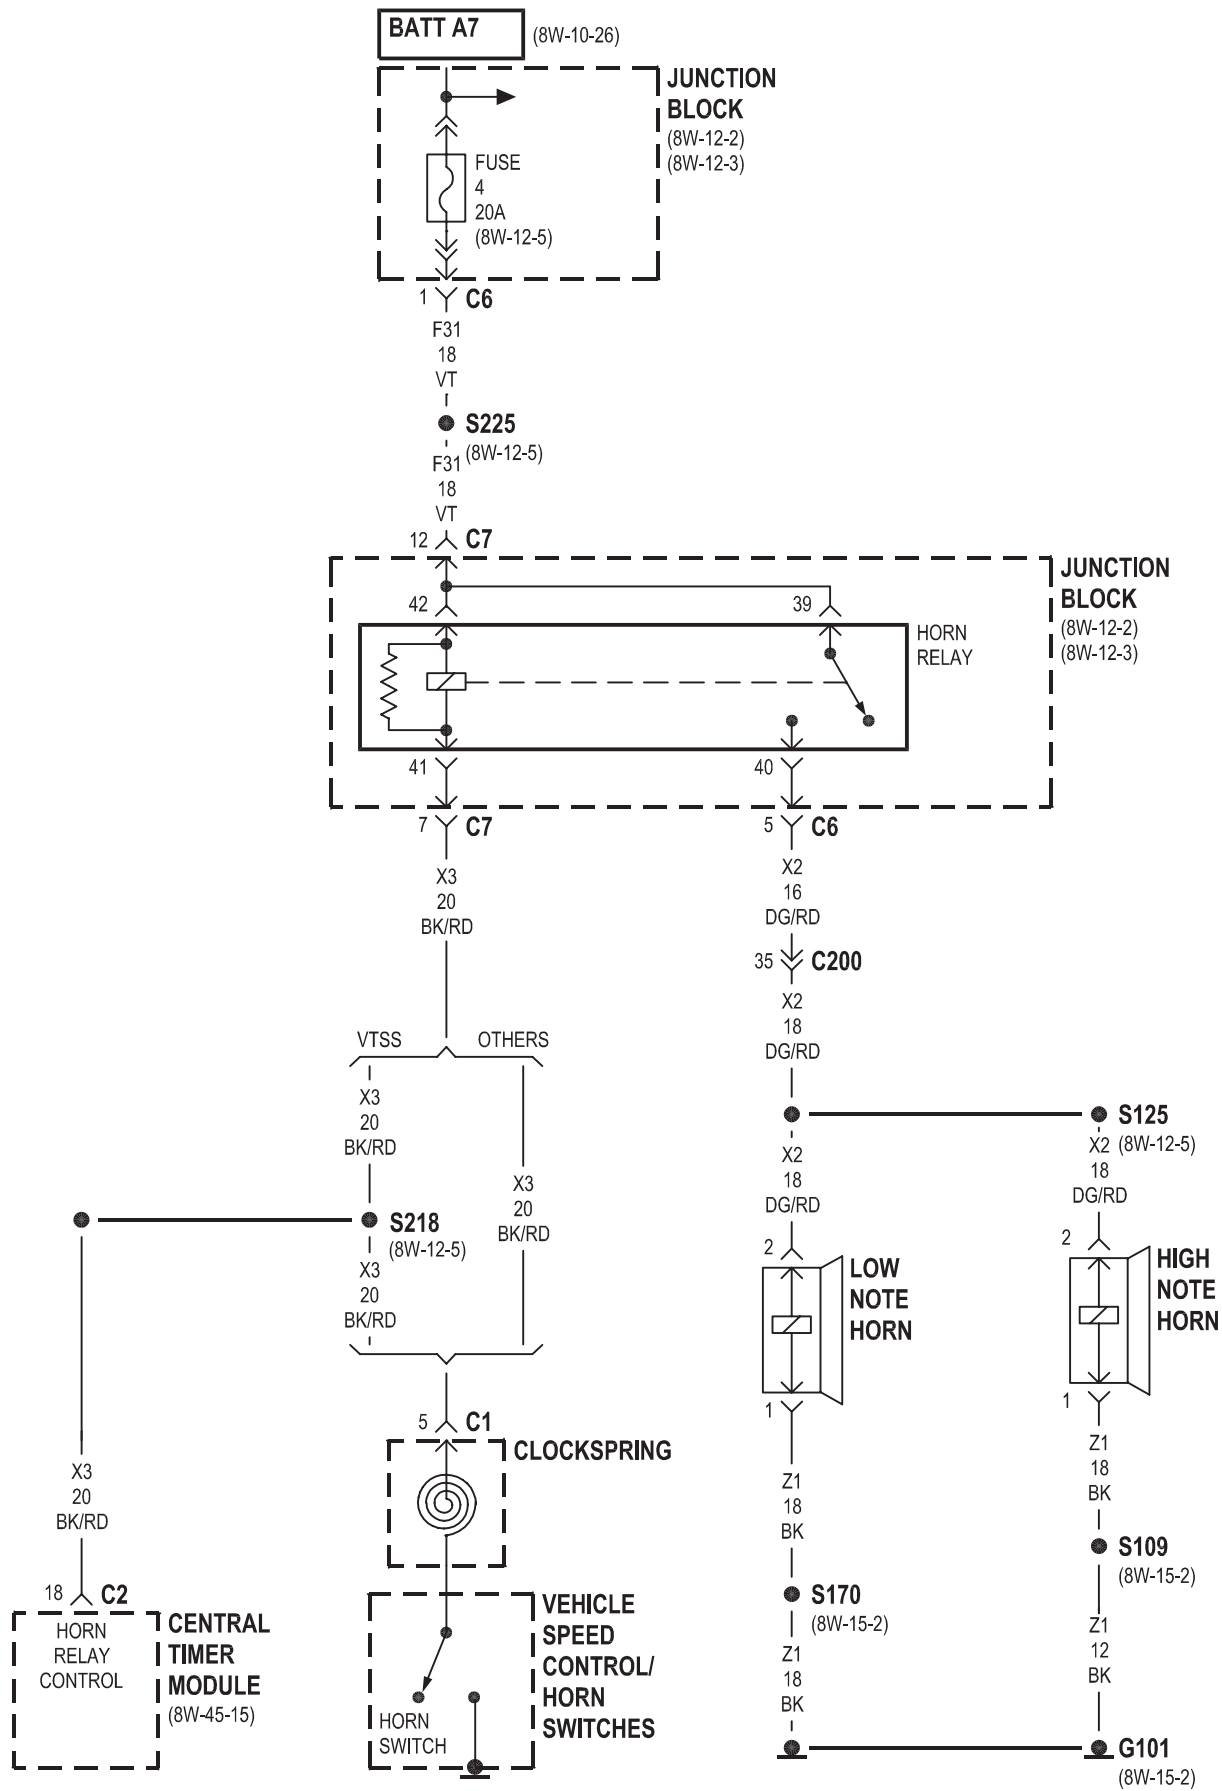 BATT A7
(8W-10-26)
JUNCTION
BLOCK
(8W-12-2)
(8W-12-3)
FUSE
4
20A
(8W-12-5)
1
C6
F31
18
VT
S225
(8W-12-5)
F31
18
VT
12
C7
JUNCTION
BLOCK
(8W-12-2)
(8W-12-3)
42
39
HORN
RELAY
41
40
7
C7
5
C6
X3
20
BK/RD
X2
16
DG/RD
35
C200
X2
18
DG/RD
VTSS
OTHERS
X3
20
BK/RD
S125
(8W-12-5)
X2
18
DG/RD
X2
18
DG/RD
X3
20
BK/RD
S218
(8W-12-5)
X3
20
BK/RD
2
LOW
NOTE
HORN
2
HIGH
NOTE
HORN
1
1
5
C1
CLOCKSPRING
X3
20
BK/RD
Z1
18
BK
Z1
18
BK
S109
(8W-15-2)
18
C2
HORN
RELAY
CONTROL
CENTRAL
TIMER
MODULE
(8W-45-15)
VEHICLE
SPEED
CONTROL/
HORN
SWITCHES
HORN
SWITCH
S170
(8W-15-2)
Z1
18
BK
Z1
12
BK
G101
(8W-15-2)